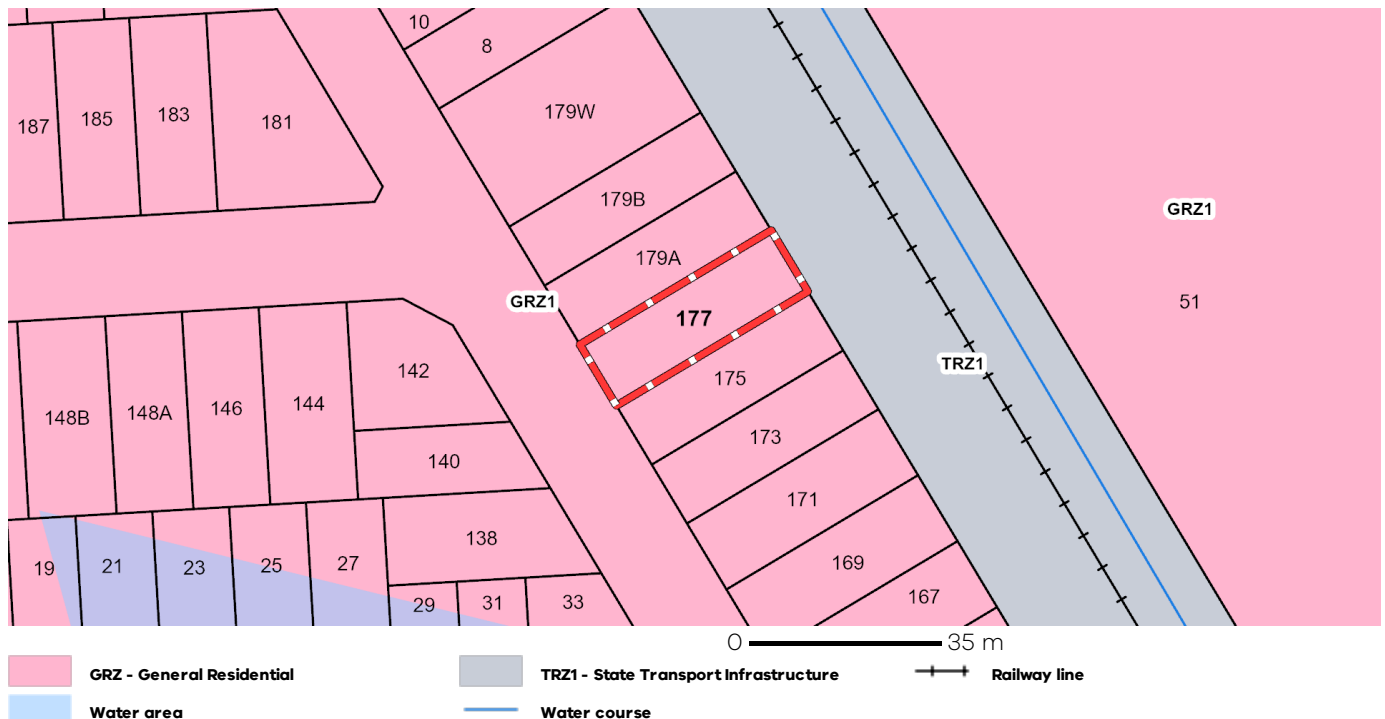 10
8
179W
187
185
183
181
179B
GRZ1
179A
GRZ1
51
177
TRZ1
142
175
148B
148A
146
144
173
140
171
138
19
21
23
25
27
169
29
31
33
167
0 35 m
GRZ - General Residential
TRZ1 - State Transport Infrastructure
Railway line
Water area
Water course